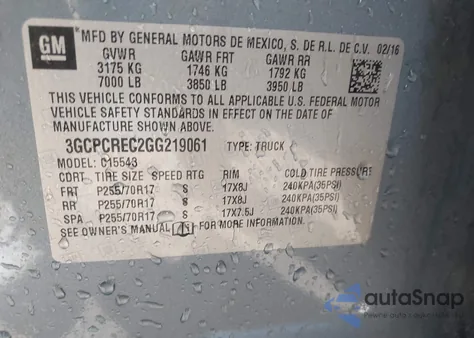 GM
MFD BY GENERAL MOTORS DE MEXICO, S. DE R.L. DE C.V. 02/16
GVWR GAWR FRT GAWR RR
3175 KG 1746 KG 1792 KG
7000 LB 3850 LB 3950 LB
THIS VEHICLE CONFORMS TO ALL APPLICABLE U.S. FEDERAL MOTOR
VEHICLE SAFETY STANDARDS IN EFFECT ON THE DATE OF
MANUFACTURE SHOWN ABOVE.
3GCPCREC2GG219061 TYPE: TRUCK
MODEL: C15543
CDRT TIRE SIZE SPEED RTG RIM COLD TIRE PRESSURE
FRT P255/70R17 S 17X8J 240KPA(35PSI)
RR P255/70R17 S 17X8J 240KPA(35PSI)
SPA P255/70R17 S 17X7.5J 240KPA(35PSI)
SEE OWNER'S MANUAL FOR MORE INFORMATION.
autoSnap